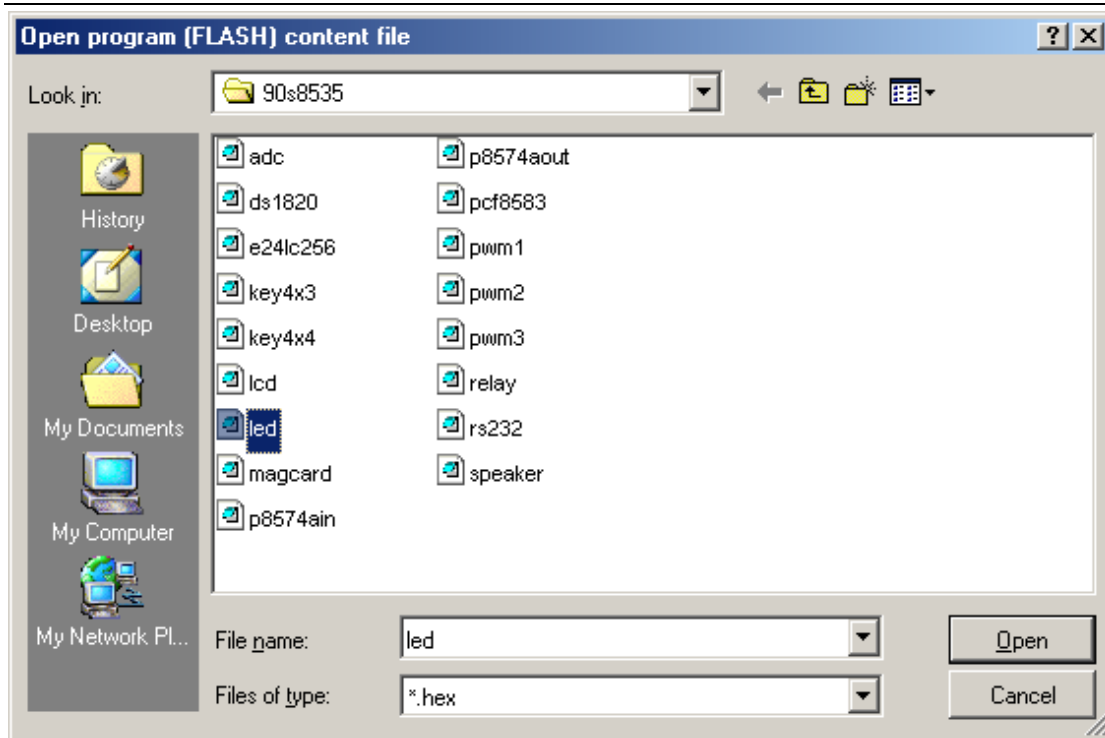 Open program (FLASH) content file
Look in:
90s8535
History
Desktop
My Documents
My Computer
My Network Pl...
adc
ds1820
e24lc256
key4x3
key4x4
lcd
led
magcard
p8574ain
p8574aout
pcf8583
pwm1
pwm2
pwm3
relay
rs232
speaker
File name:
led
Open
Files of type:
*.hex
Cancel